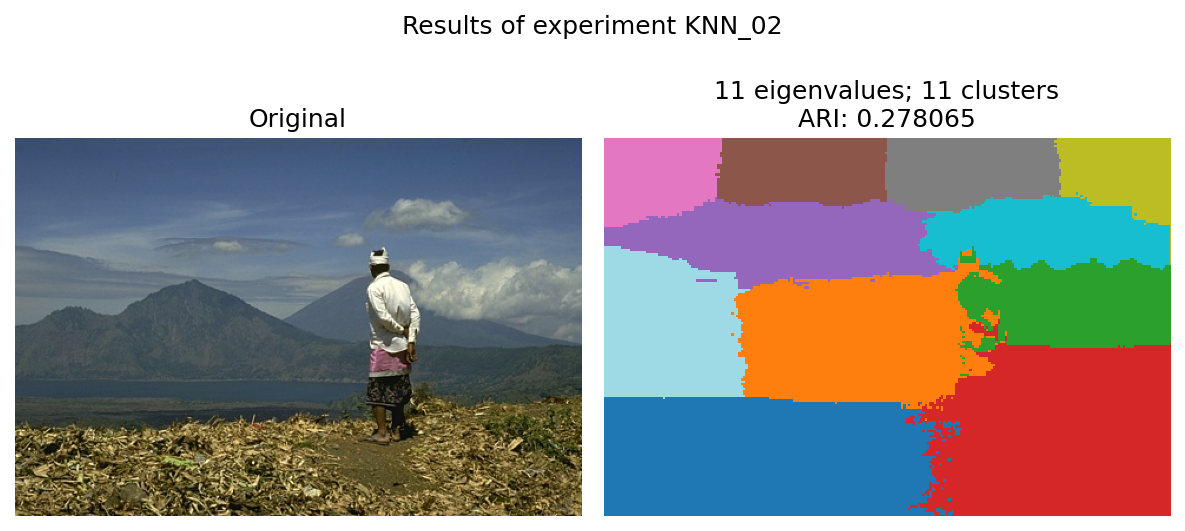 Results of experiment KNN_02
Original
11 eigenvalues; 11 clusters
ARI: 0.278065